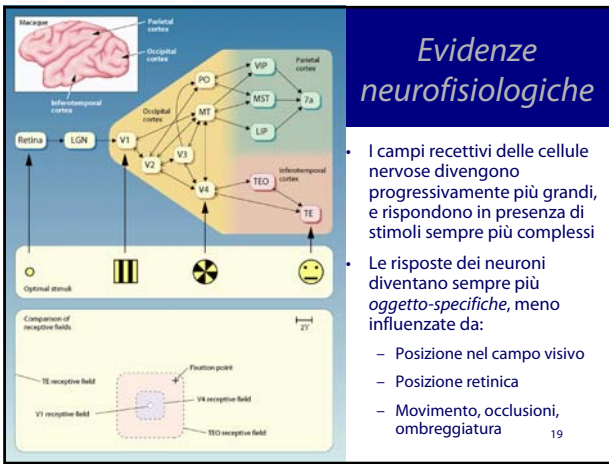 Macaque
Parietal
cortex
Occipital
cortex
Inferotemporal
cortex
Retina
LGN
V1
V2
V3
V4
Occipital
cortex
PO
MT
VIP
MST
LIP
7a
Parietal
cortex
TEO
Inferotemporal
cortex
TE
Optimal stimuli
Comparison of
receptive fields
Fixation point
TE receptive field
V4 receptive field
V1 receptive field
TEO receptive field
Evidenze
neurofisiologiche
• I campi recettivi delle cellule
nervose divengono
progressivamente più grandi,
e rispondono in presenza di
stimoli sempre più complessi
• Le risposte dei neuroni
diventano sempre più
oggetto-specifiche, meno
influenzate da:
– Posizione nel campo visivo
– Posizione retinica
– Movimento, occlusioni,
ombreggiatura
19